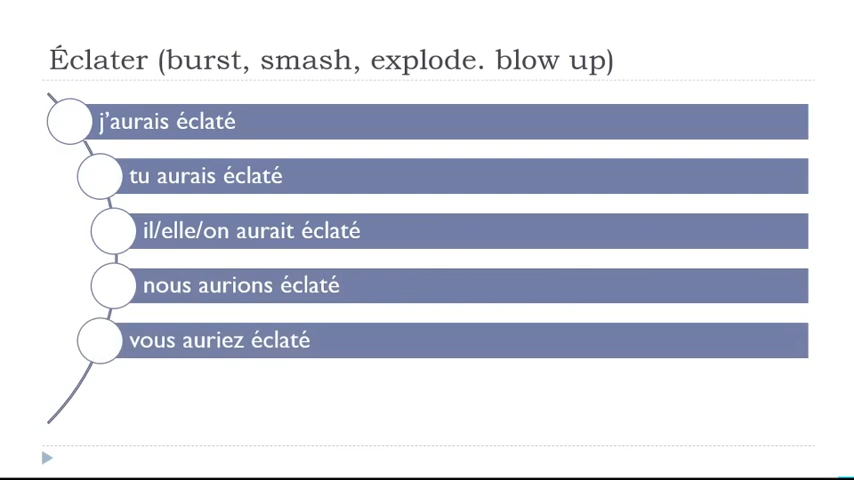 Éclater (burst, smash, explode. blow up)
j’aurais éclaté
tu aurais éclaté
il/elle/on aurait éclaté
nous aurions éclaté
vous auriez éclaté